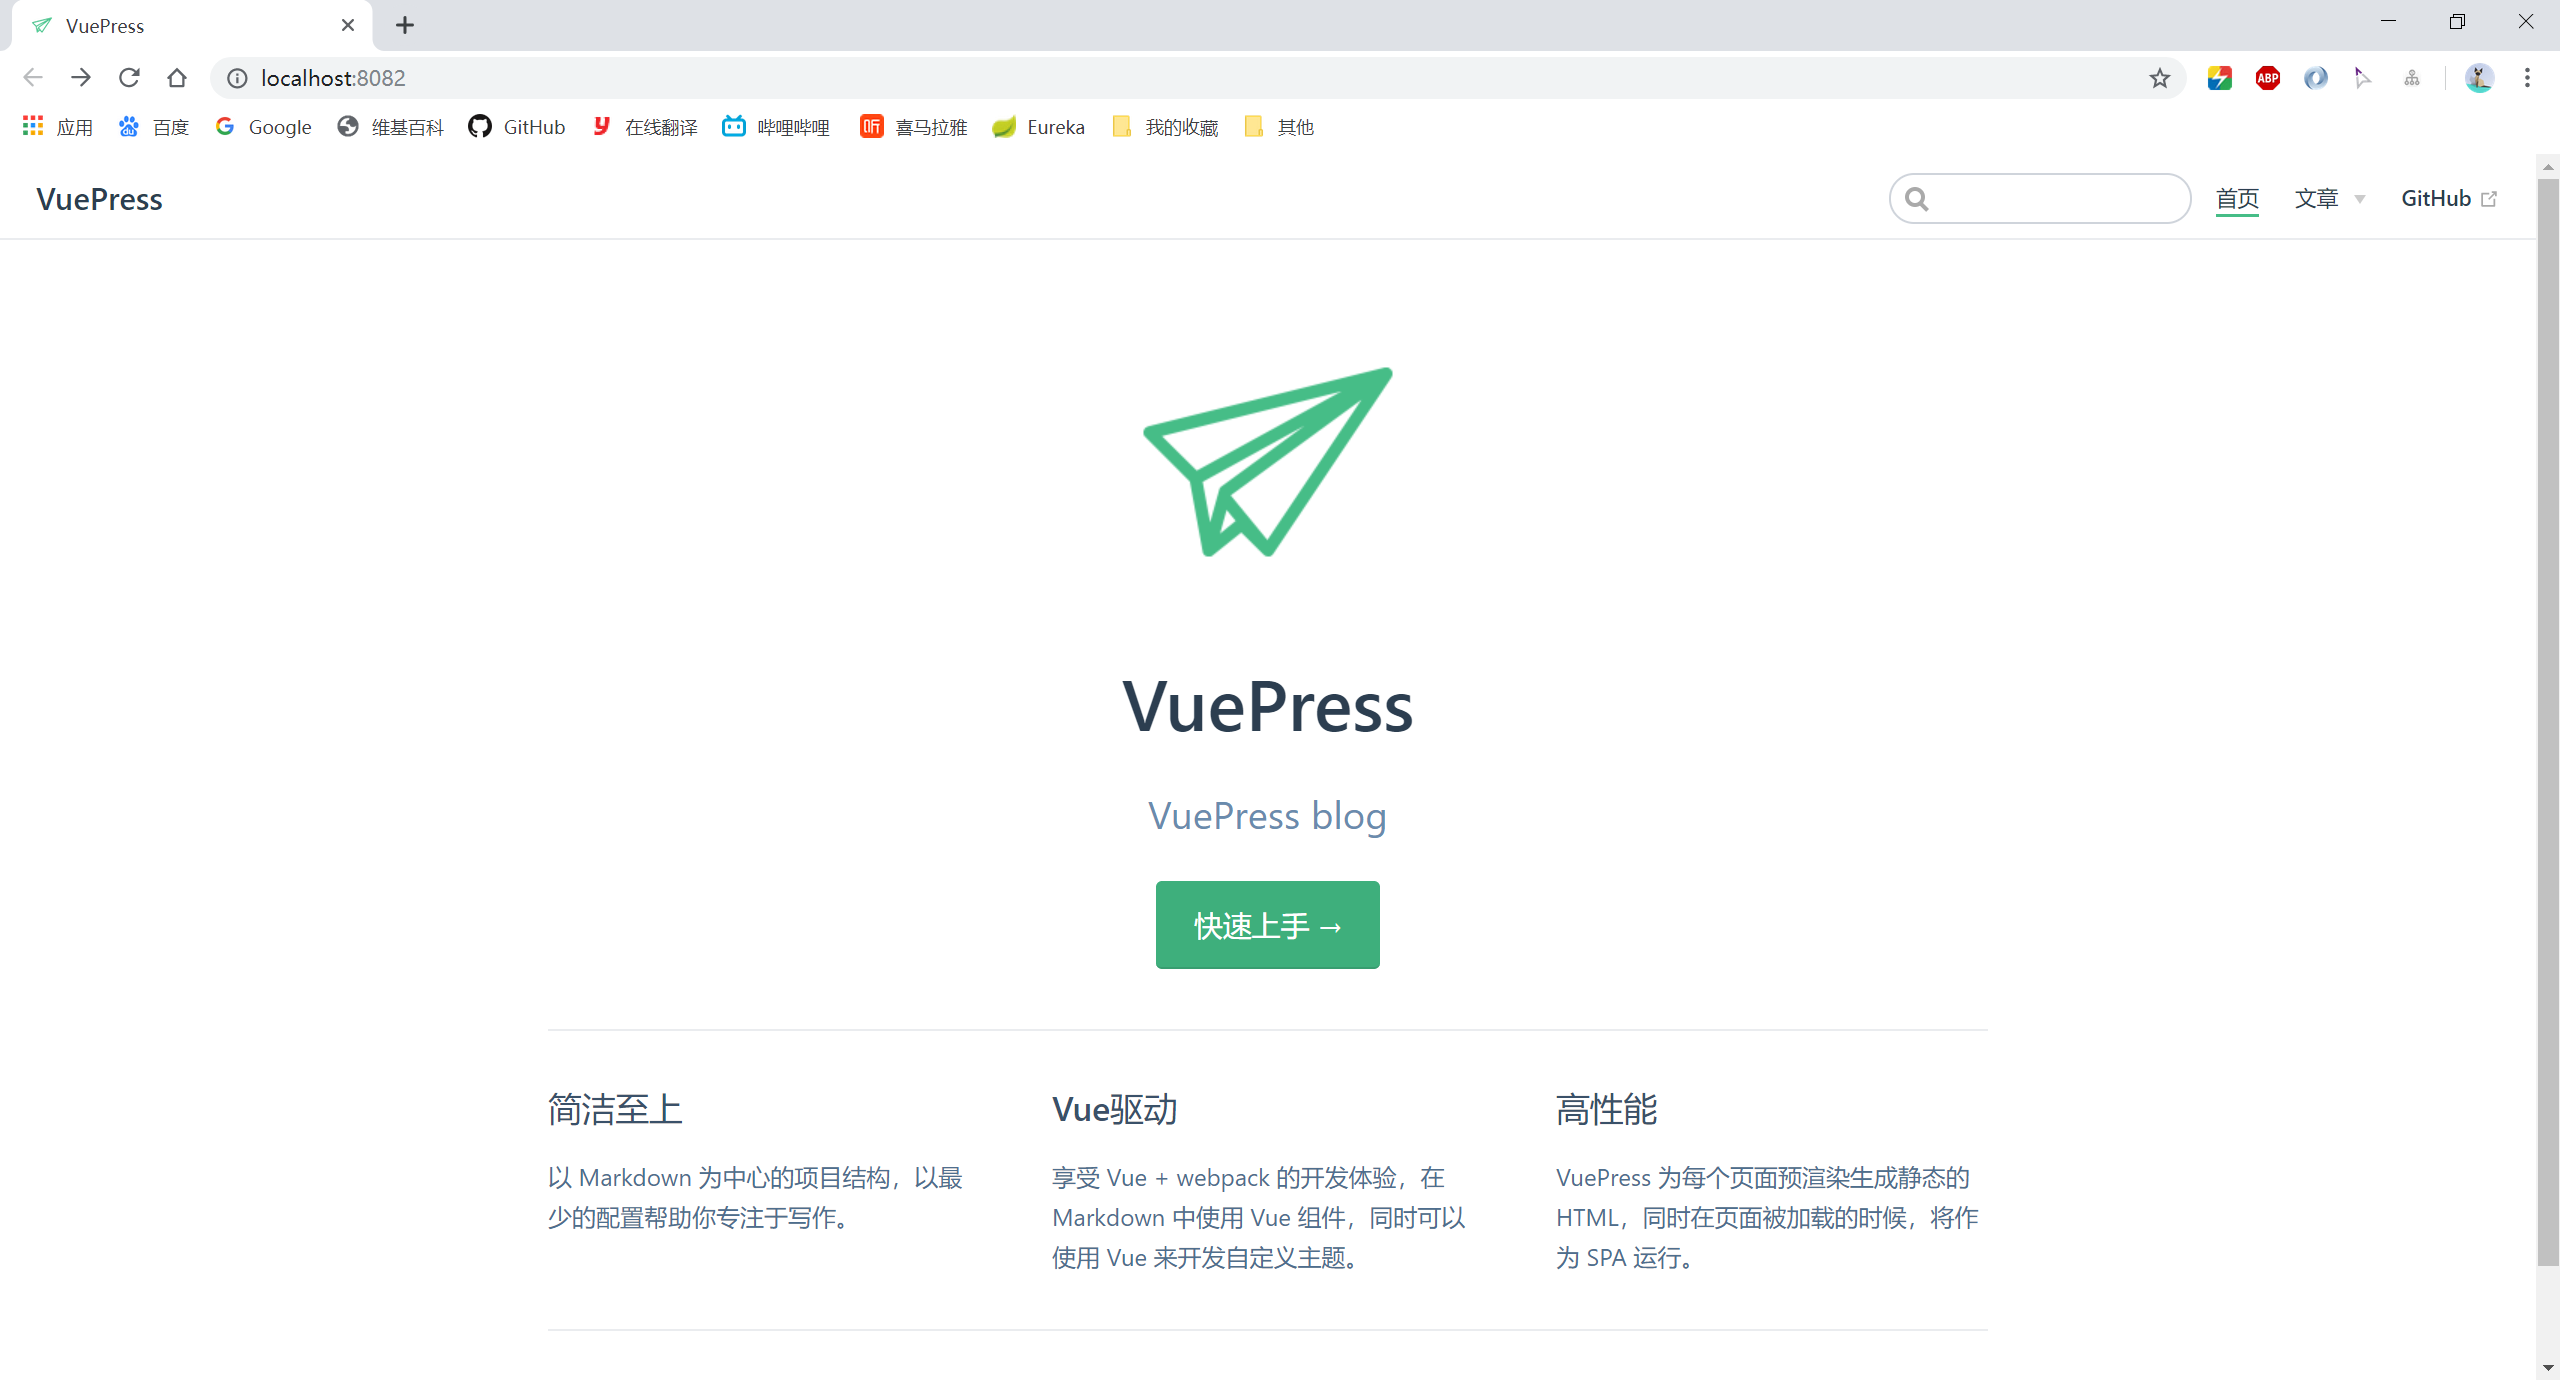 VuePress
localhost:8082
应用 百度 Google 维基百科 GitHub 在线翻译 哔哩哔哩 听 喜马拉雅 Eureka 我的收藏 其他
ABP
VuePress
首页 文章 GitHub
VuePress
VuePress blog
快速上手 →
简洁至上
以 Markdown 为中心的项目结构，以最
少的配置帮助你专注于写作。
Vue驱动
享受 Vue + webpack 的开发体验，在
Markdown 中使用 Vue 组件，同时可以
使用 Vue 来开发自定义主题。
高性能
VuePress 为每个页面预渲染生成静态的
HTML，同时在页面被加载的时候，将作
为 SPA 运行。